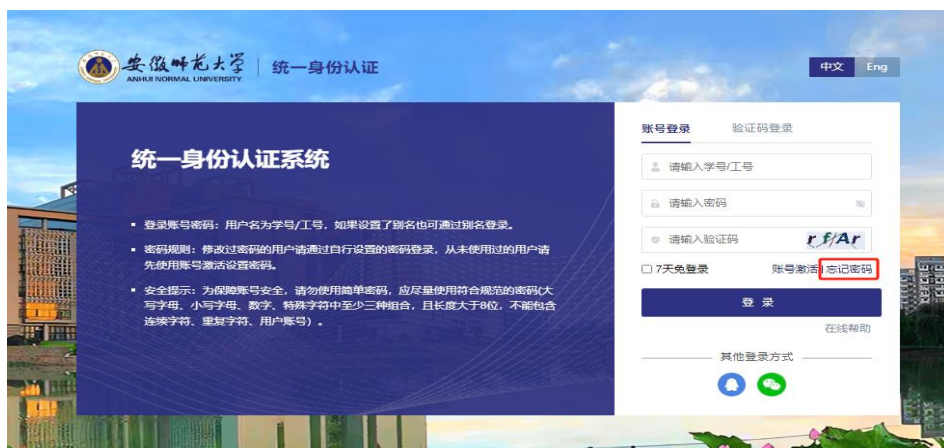 安徽师范大学
ANHUI NORMAL UNIVERSITY
统一身份认证
中文 Eng
统一身份认证系统
▪ 登录账号密码：用户名为学号/工号，如果设置了别名也可通过别名登录。
▪ 密码规则：修改过密码的用户请通过自行设置的密码登录，从未使用过的用户请
先使用账号激活设置密码。
▪ 安全提示：为保障账号安全，请勿使用简单密码，应尽量使用符合规范的密码(大
写字母、小写字母、数字、特殊字符中至少三种组合，且长度大于8位，不能包含
连续字符、重复字符、用户账号）.
账号登录 验证码登录
请输入学号/工号
请输入密码
请输入验证码 rfAr
7天免登录 账号激活 | 忘记密码
登 录
在线帮助
其他登录方式